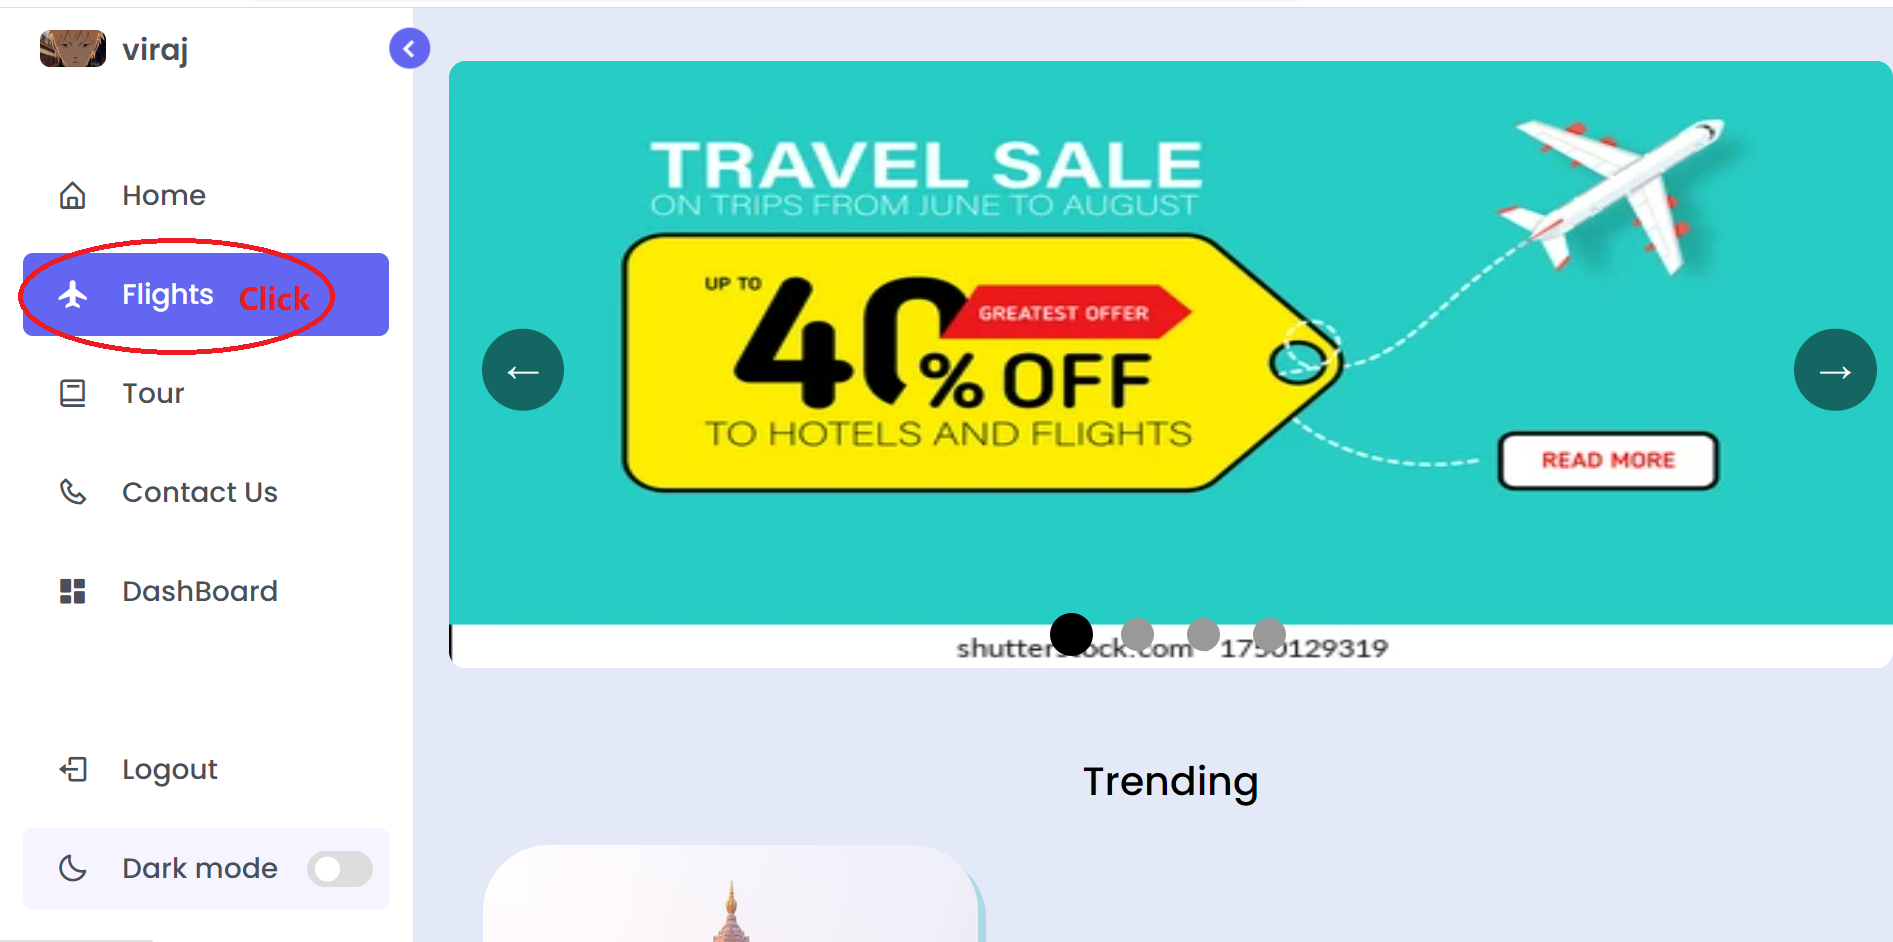 viraj
Home
Flights Click
Tour
Contact Us
DashBoard
Logout
Dark mode
TRAVEL SALE
ON TRIPS FROM JUNE TO AUGUST
UP TO
40% OFF
GREATEST OFFER
TO HOTELS AND FLIGHTS
READ MORE
shutterstock.com 1750129319
Trending